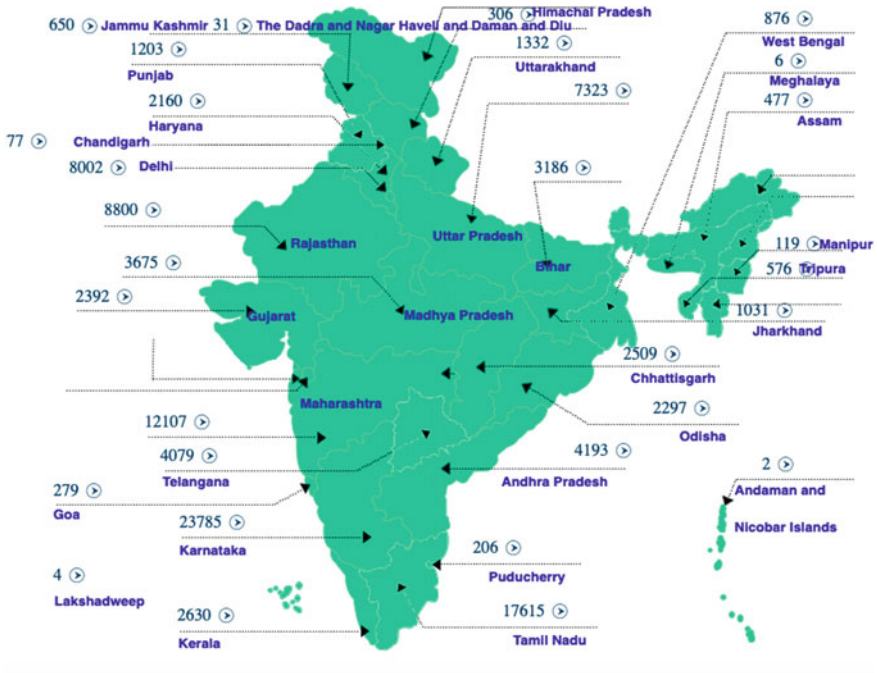 650 Jammu Kashmir 31 The Dadra and Nagar Haveli and Daman and Diu
306 Himachal Pradesh
876
West Bengal
1203
Punjab
1332
Uttarakhand
6
Meghalaya
2160
Haryana
7323
477
Assam
77
Chandigarh
8002 Delhi
3186
8800
Rajasthan
Uttar Pradesh
119 Manipur
3675
Bihar
576 Tripura
2392
Gujarat
Madhya Pradesh
1031
Jharkhand
2509
Chhattisgarh
Maharashtra
12107
2297
Odisha
4079
Telangana
4193
Andhra Pradesh
2
Andaman and
Nicobar Islands
279
Goa
23785
Karnataka
206
Puducherry
4
Lakshadweep
2630
Kerala
17615
Tamil Nadu